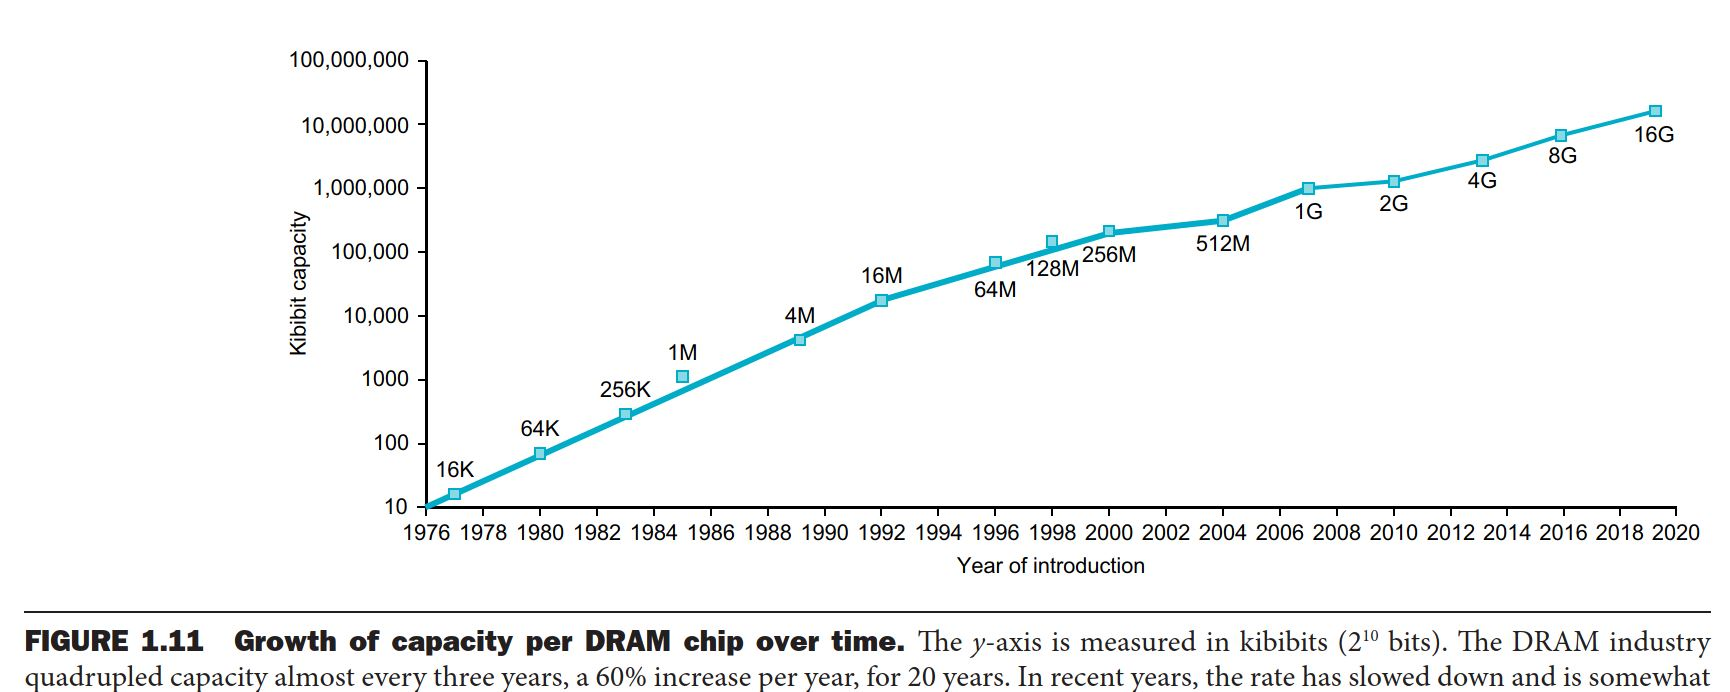 100,000,000
10,000,000
1,000,000
100,000
10,000
1000
100
10
Kibibit capacity
16K
64K
256K
1M
4M
16M
64M
128M
256M
512M
1G
2G
4G
8G
16G
1976 1978 1980 1982 1984 1986 1988 1990 1992 1994 1996 1998 2000 2002 2004 2006 2008 2010 2012 2014 2016 2018 2020
Year of introduction
FIGURE 1.11 Growth of capacity per DRAM chip over time. The y-axis is measured in kibibits (2¹⁰ bits). The DRAM industry
quadrupled capacity almost every three years, a 60% increase per year, for 20 years. In recent years, the rate has slowed down and is somewhat